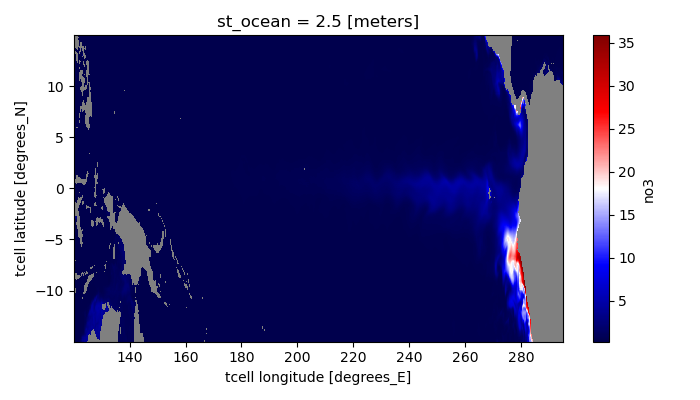 st_ocean = 2.5 [meters]
10
5
0
−5
−10
tcell latitude [degrees_N]
140 160 180 200 220 240 260 280
tcell longitude [degrees_E]
35
30
25
20
15
10
5
no3